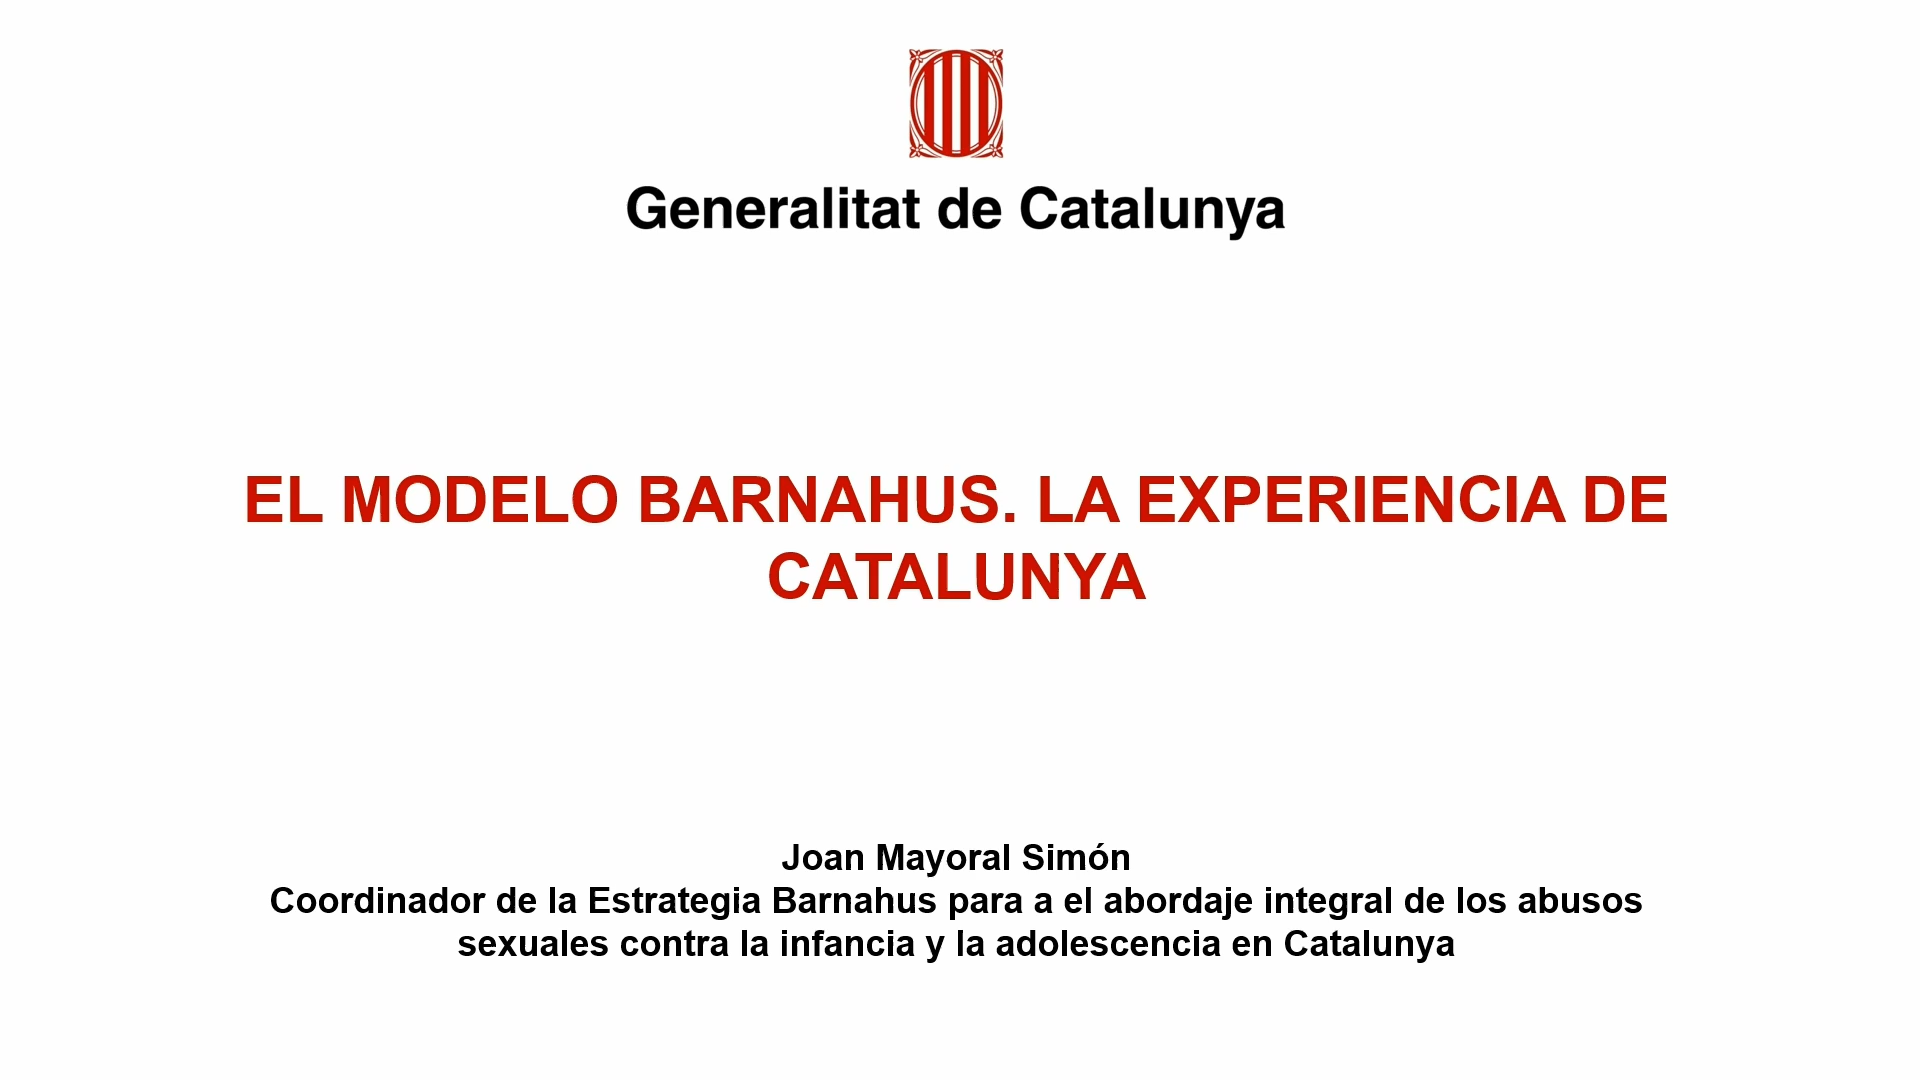 Generalitat de Catalunya
EL MODELO BARNAHUS. LA EXPERIENCIA DE
CATALUNYA
Joan Mayoral Simón
Coordinador de la Estrategia Barnahus para a el abordaje integral de los abusos
sexuales contra la infancia y la adolescencia en Catalunya